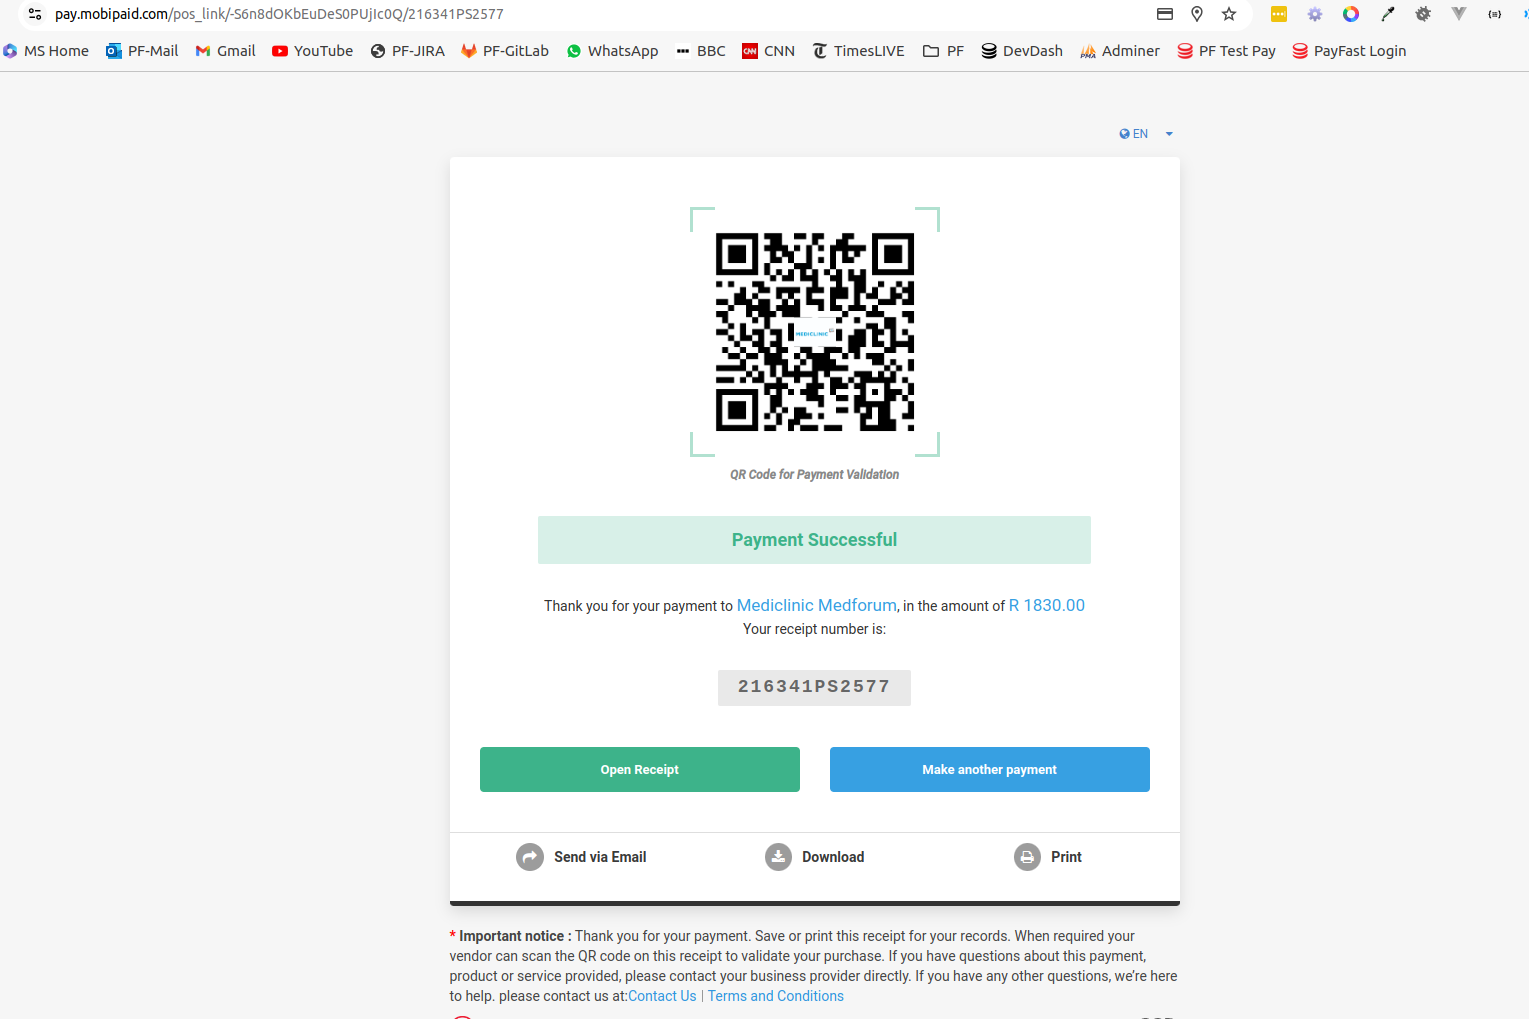 pay.mobipaid.com/pos_link/-S6n8dOKbEuDeS0PUjIc0Q/216341PS2577
MS Home PF-Mail Gmail YouTube PF-JIRA PF-GitLab WhatsApp BBC CNN TimesLIVE PF DevDash Adminer PF Test Pay PayFast Login
EN
MEDICLINIC
QR Code for Payment Validation
Payment Successful
Thank you for your payment to Mediclinic Medforum, in the amount of R 1830.00
Your receipt number is:
216341PS2577
Open Receipt Make another payment
Send via Email Download Print
* Important notice : Thank you for your payment. Save or print this receipt for your records. When required your
vendor can scan the QR code on this receipt to validate your purchase. If you have questions about this payment,
product or service provided, please contact your business provider directly. If you have any other questions, we’re here
to help. please contact us at:Contact Us | Terms and Conditions